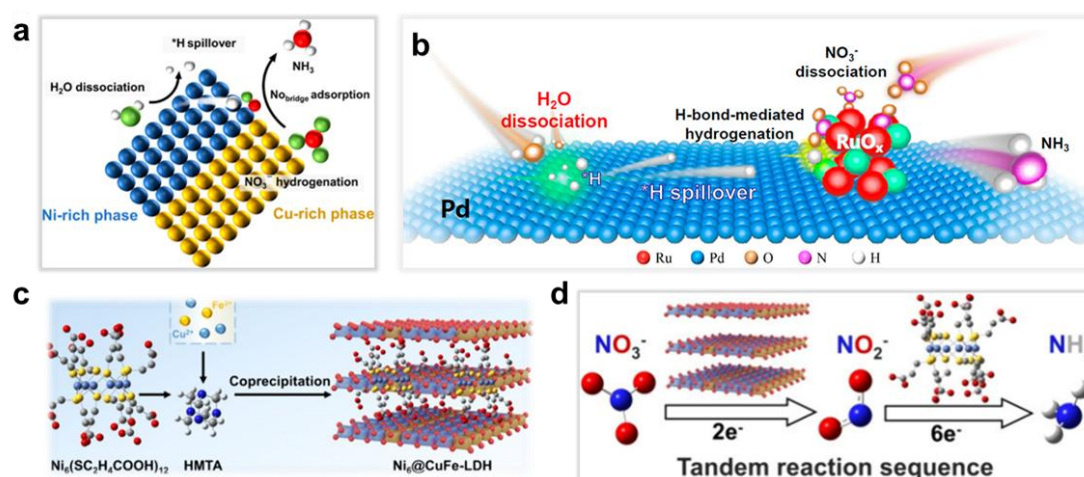 a
*H spillover
NH3
H2O dissociation
Nobridge adsorption
NO3- hydrogenation
Ni-rich phase
Cu-rich phase
b
NO3-
dissociation
H2O
dissociation
H-bond-mediated
hydrogenation
RuOx
NH3
*H
*H spillover
Pd
Ru Pd O N H
c
Cu2+
Coprecipitation
Ni6(SC2H4COOH)12
HMTA
Ni6@CuFe-LDH
d
NO3-
NO2-
NH
2e-
6e-
Tandem reaction sequence